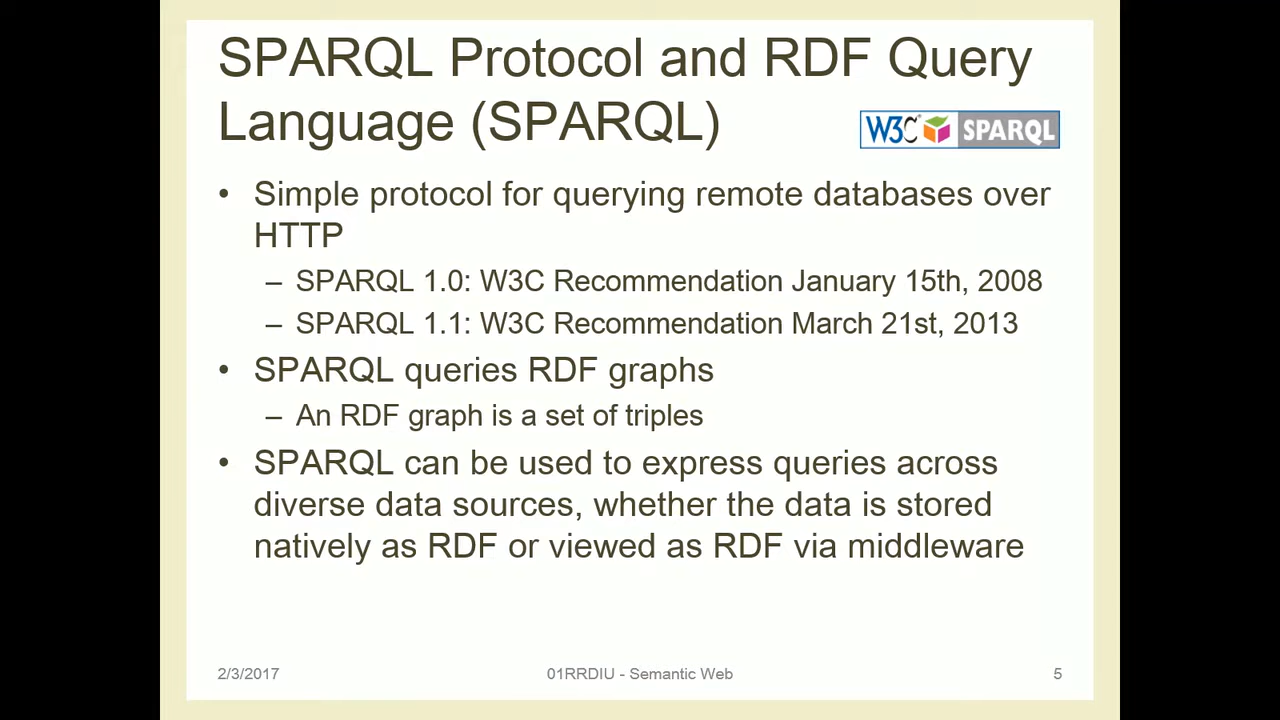 SPARQL Protocol and RDF Query
Language (SPARQL)
W3C® SPARQL
• Simple protocol for querying remote databases over
HTTP
– SPARQL 1.0: W3C Recommendation January 15th, 2008
– SPARQL 1.1: W3C Recommendation March 21st, 2013
• SPARQL queries RDF graphs
– An RDF graph is a set of triples
• SPARQL can be used to express queries across
diverse data sources, whether the data is stored
natively as RDF or viewed as RDF via middleware
2/3/2017 01RRDIU - Semantic Web 5